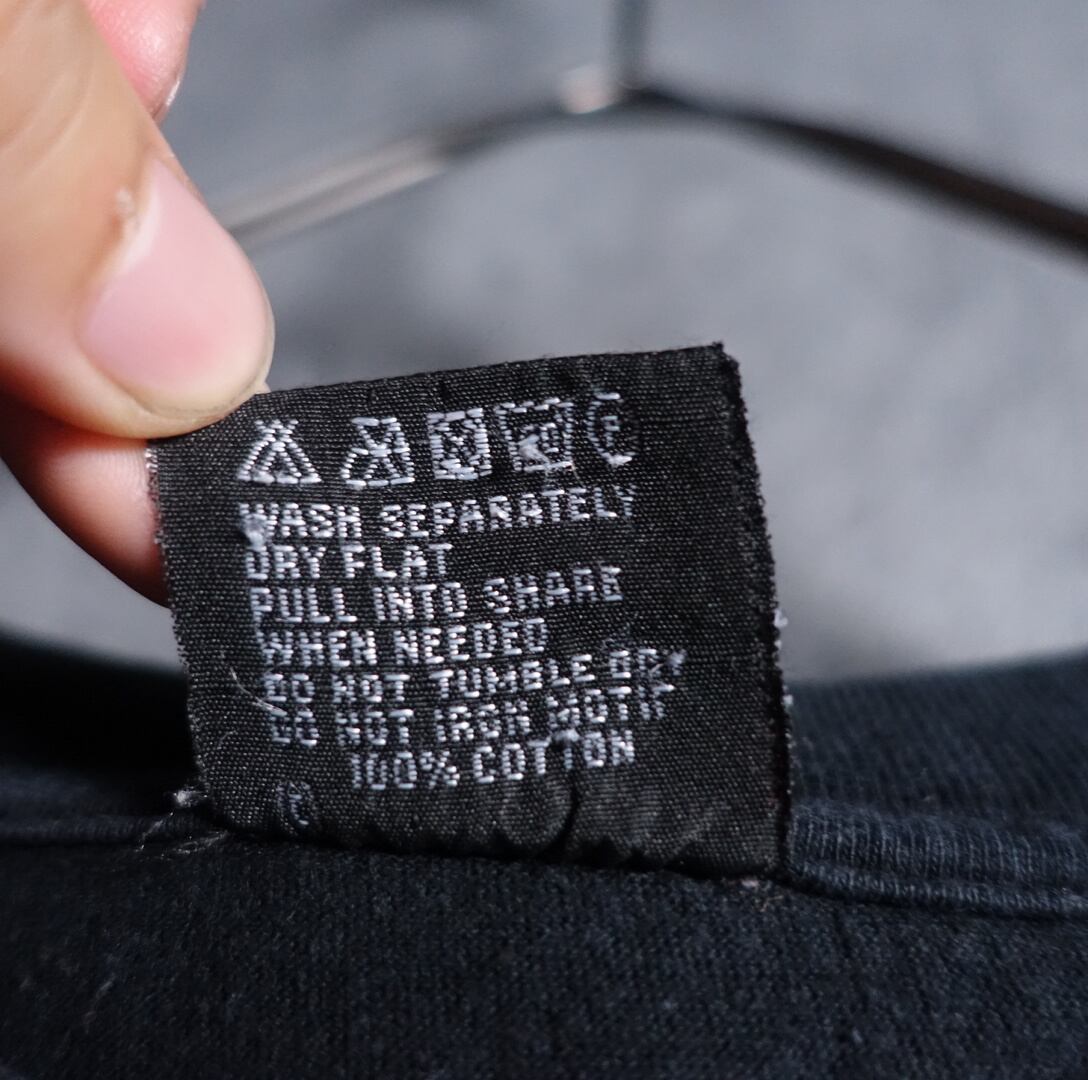 WASH SEPARATELY
DRY FLAT
PULL INTO SHAPE
WHEN NEEDED
DO NOT TUMBLE DRY
DO NOT IRON MOTIF
100% COTTON